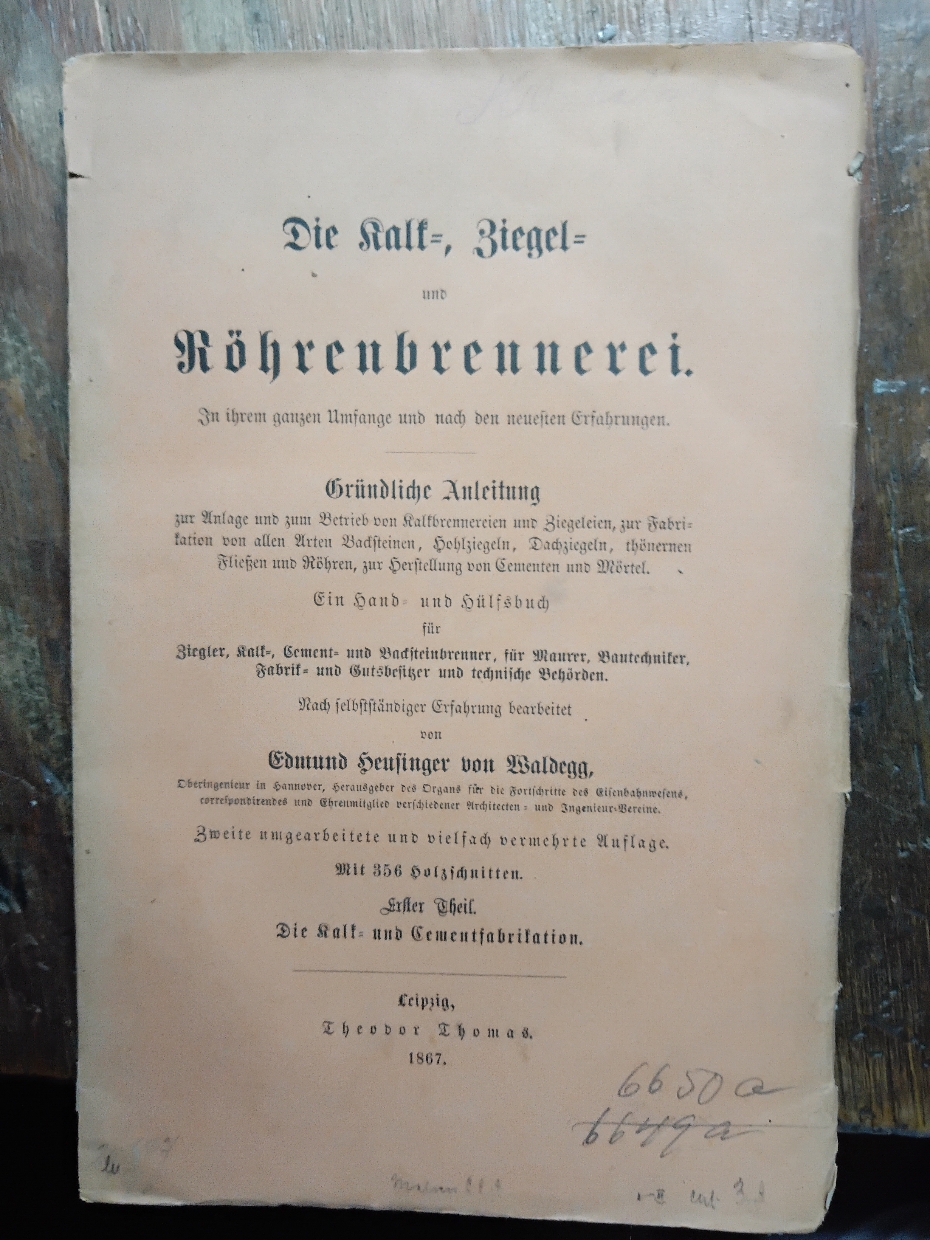 Die Kalk-, Ziegel-
und
Röhrenbrennerei.
In ihrem ganzen Umfange und nach den neuesten Erfahrungen.
Gründliche Anleitung
zur Anlage und zum Betrieb von Kalkbrennereien und Ziegeleien, zur Fabri-
kation von allen Arten Backsteinen, Hohlziegeln, Dachziegeln, thönernen
Fließen und Röhren, zur Herstellung von Cementen und Mörtel.
Ein Hand- und Hülfsbuch
für
Ziegler, Kalk-, Cement- und Backsteinbrenner, für Maurer, Bautechniker,
Fabrik- und Gutsbesitzer und technische Behörden.
Nach selbstständiger Erfahrung bearbeitet
von
Edmund Heusinger von Waldegg,
Oberingenieur in Hannover, Herausgeber des Organs für die Fortschritte des Eisenbahnwesens,
correspondirendes und Ehrenmitglied verschiedener Architecten- und Ingenieur-Vereine.
Zweite umgearbeitete und vielfach vermehrte Auflage.
Mit 356 Holzschnitten.
Erster Theil.
Die Kalk- und Cementfabrikation.
Leipzig,
Theodor Thomas.
1867.
6650a
6649a